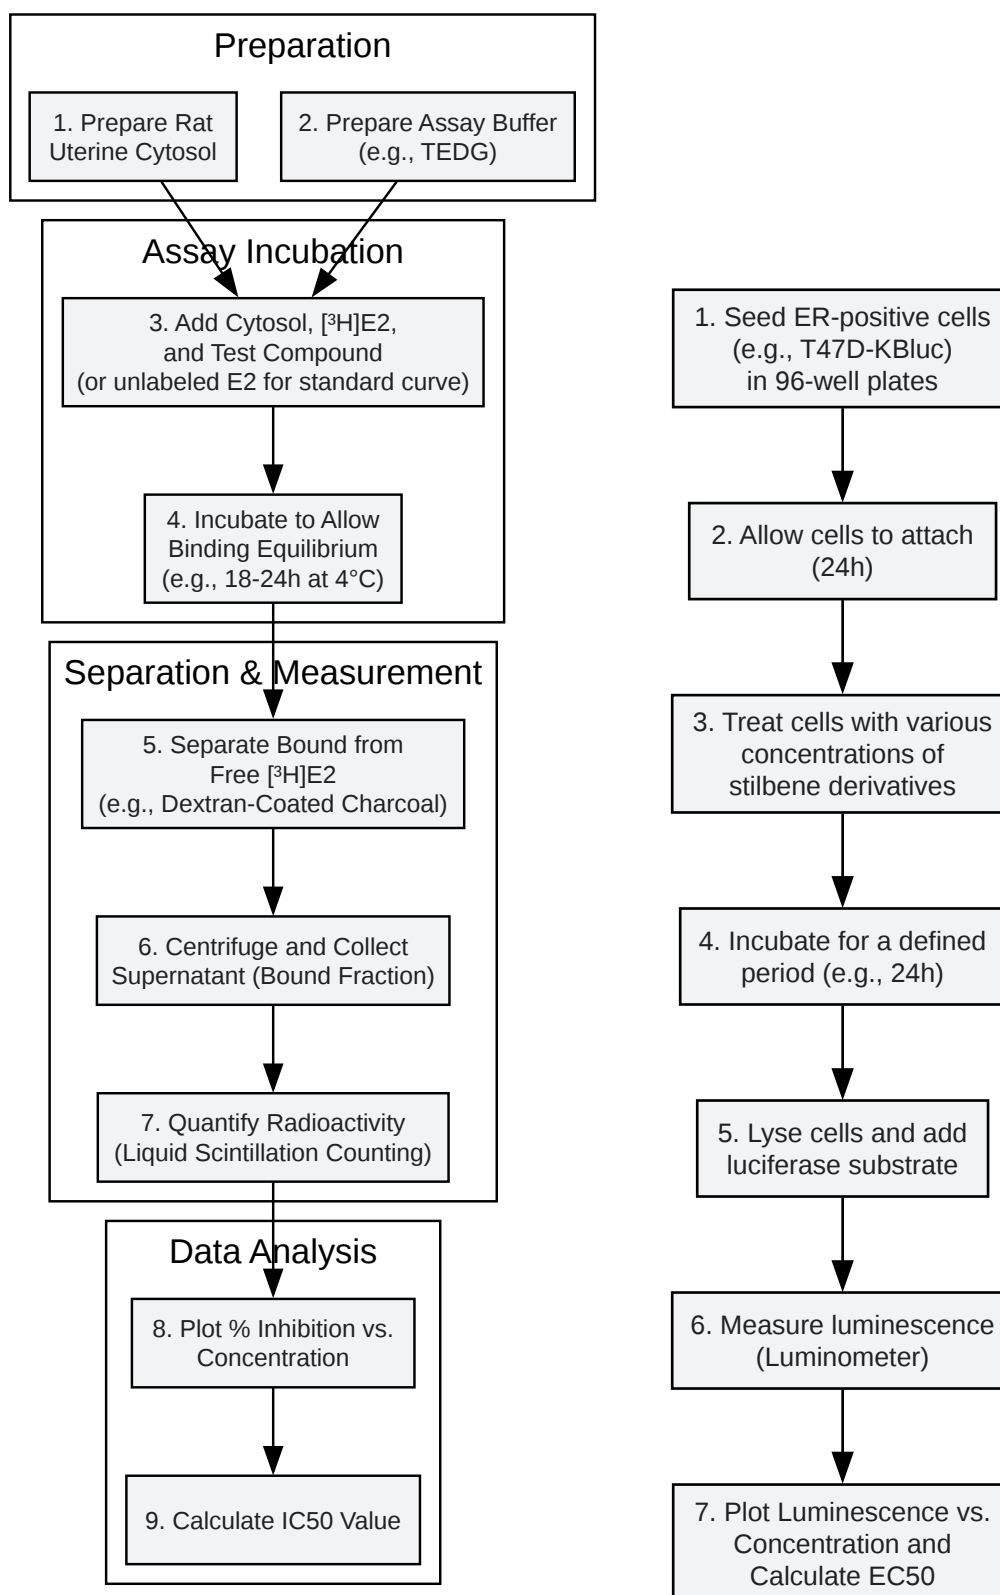 Preparation
1. Prepare Rat
Uterine Cytosol
2. Prepare Assay Buffer
(e.g., TEDG)
Assay Incubation
3. Add Cytosol, [³H]E2,
and Test Compound
(or unlabeled E2 for standard curve)
4. Incubate to Allow
Binding Equilibrium
(e.g., 18-24h at 4°C)
Separation & Measurement
5. Separate Bound from
Free [³H]E2
(e.g., Dextran-Coated Charcoal)
6. Centrifuge and Collect
Supernatant (Bound Fraction)
7. Quantify Radioactivity
(Liquid Scintillation Counting)
Data Analysis
8. Plot % Inhibition vs.
Concentration
9. Calculate IC50 Value
1. Seed ER-positive cells
(e.g., T47D-KBluc)
in 96-well plates
2. Allow cells to attach
(24h)
3. Treat cells with various
concentrations of
stilbene derivatives
4. Incubate for a defined
period (e.g., 24h)
5. Lyse cells and add
luciferase substrate
6. Measure luminescence
(Luminometer)
7. Plot Luminescence vs.
Concentration and
Calculate EC50